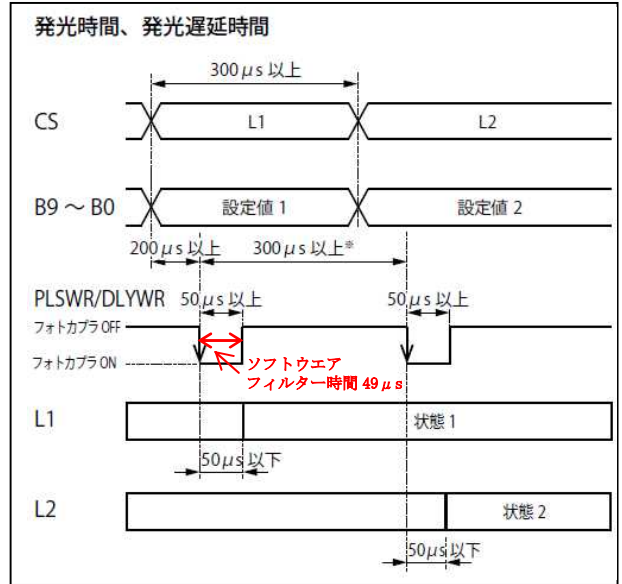 発光時間、発光遅延時間
300μs 以上
CS
L1
L2
B9 ~ B0
設定値 1
設定値 2
200μs 以上
300μs 以上※
PLSWR/DLYWR
50μs 以上
50μs 以上
フォトカプラ OFF
フォトカプラ ON
ソフトウエア
フィルター時間 49μs
L1
状態 1
50μs 以下
L2
状態 2
50μs 以下